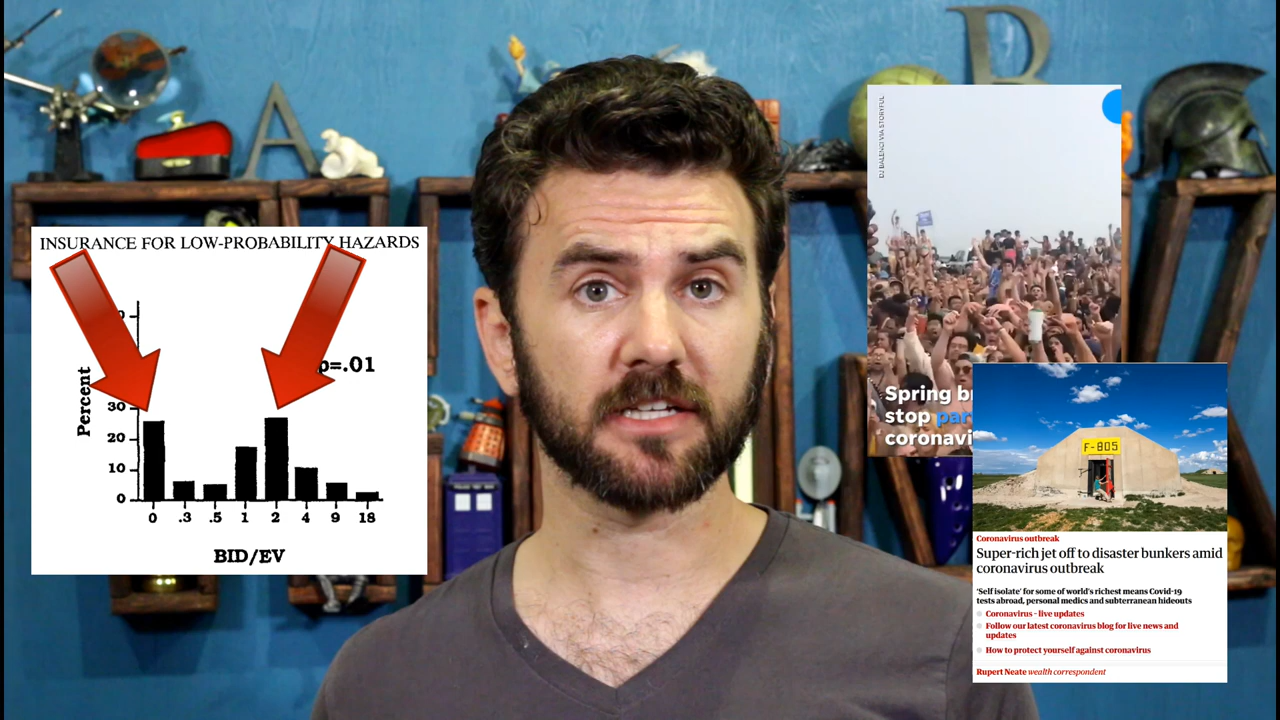 A
B
INSURANCE FOR LOW-PROBABILITY HAZARDS
p=.01
Percent
30
20
10
0
0 .3 .5 1 2 4 9 18
BID/EV
DJ BALENCI VIA STORYFUL
Spring
stop
F-805
Coronavirus outbreak
Super-rich jet off to disaster bunkers amid
coronavirus outbreak
'Self isolate' for some of world's richest means Covid-19
tests abroad, personal medics and subterranean hideouts
Coronavirus – live updates
Follow our latest coronavirus blog for live news and
updates
How to protect yourself against coronavirus
Rupert Neate wealth correspondent